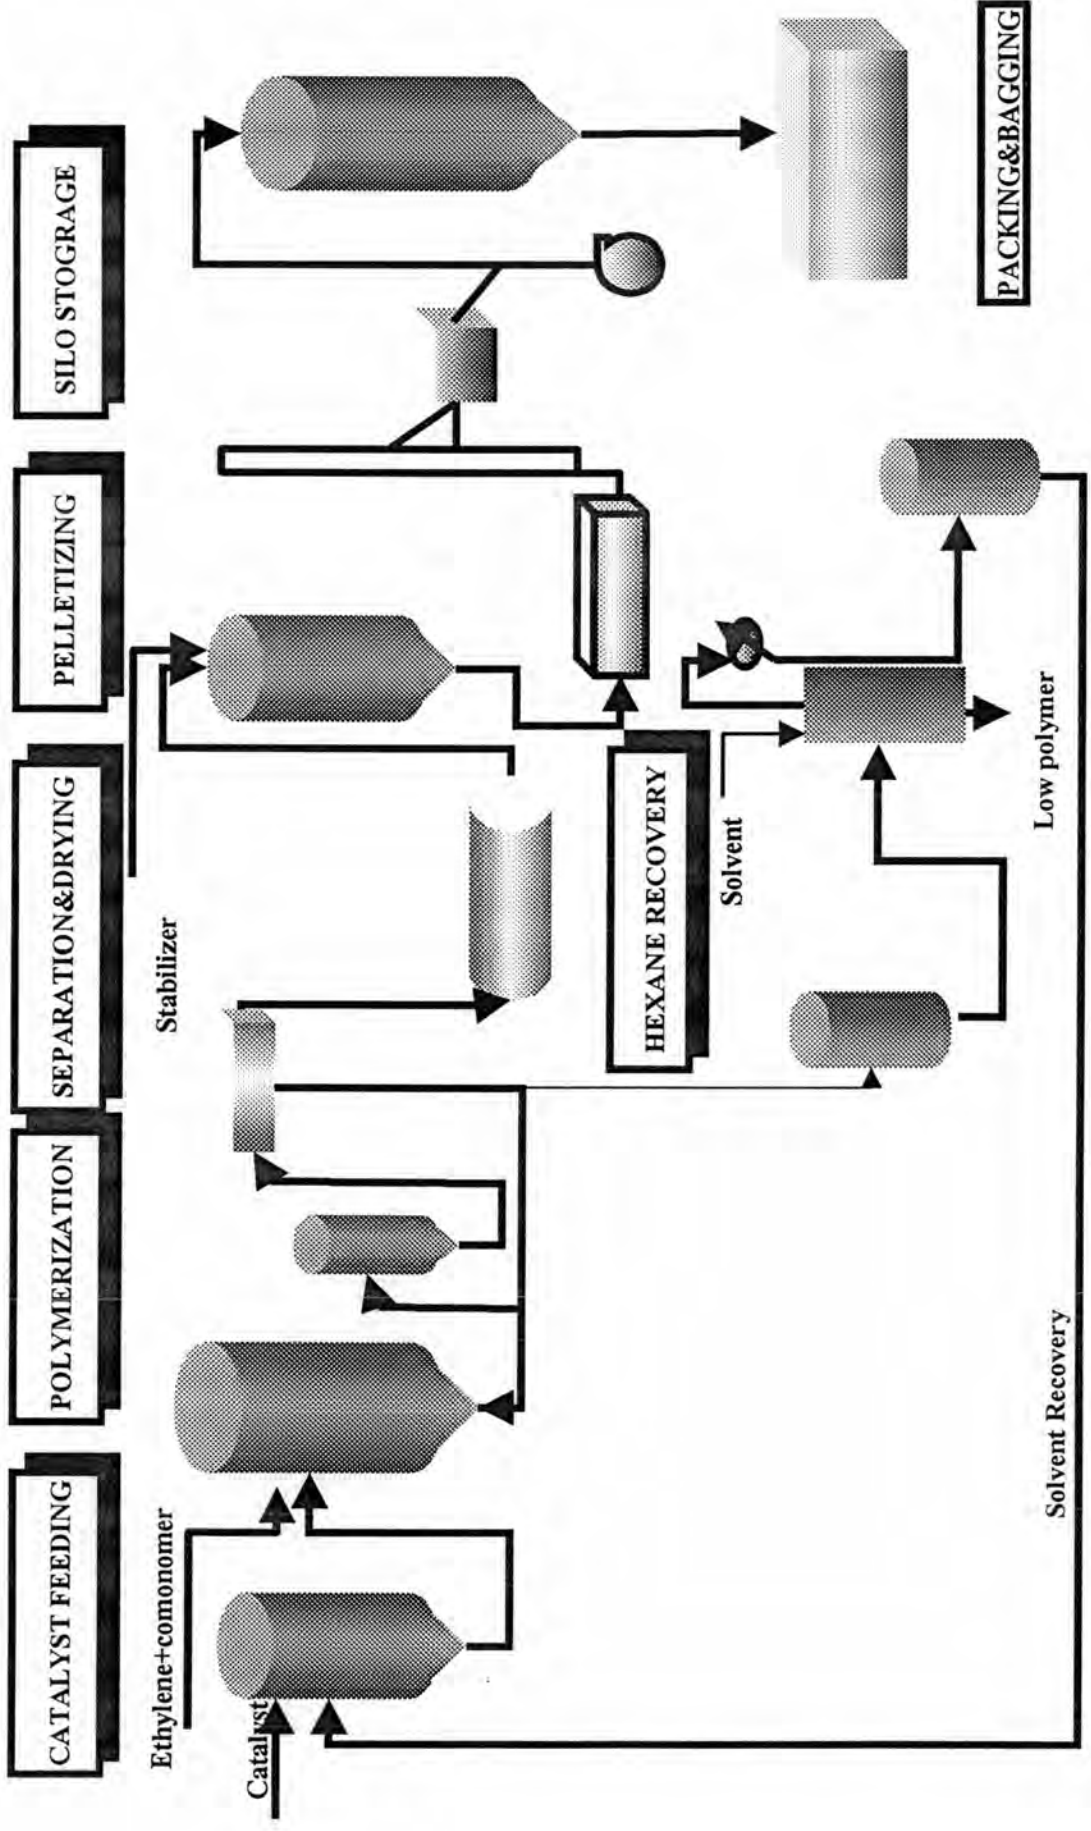 CATALYST FEEDING
POLYMERIZATION
SEPARATION&DRYING
PELLETIZING
SILO STOGRAGE
Ethylene+comonomer
Catalyst
Stabilizer
HEXANE RECOVERY
Solvent
Low polymer
Solvent Recovery
PACKING&BAGGING